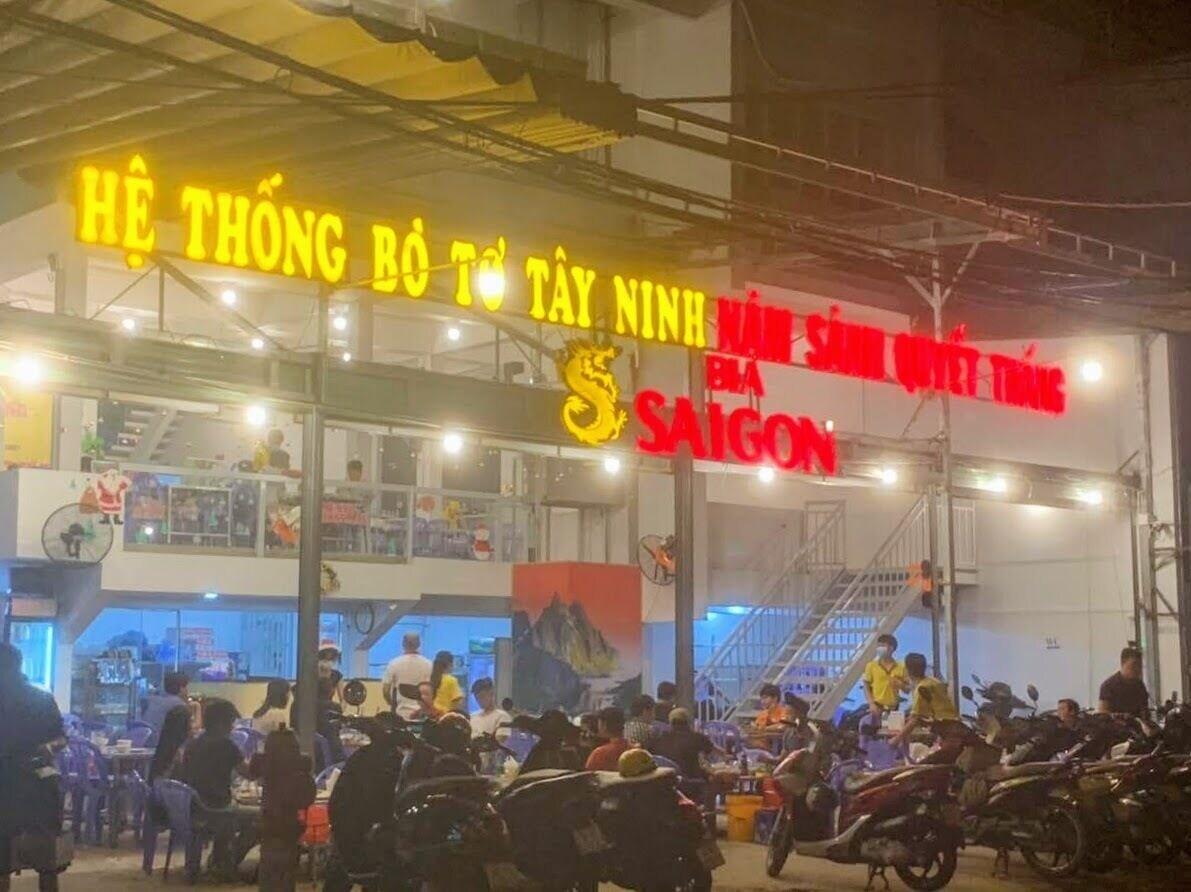 HỆ THỐNG BÒ TƠ TÂY NINH NĂM SÁNH QUYẾT THẮNG
BIA
SAIGON